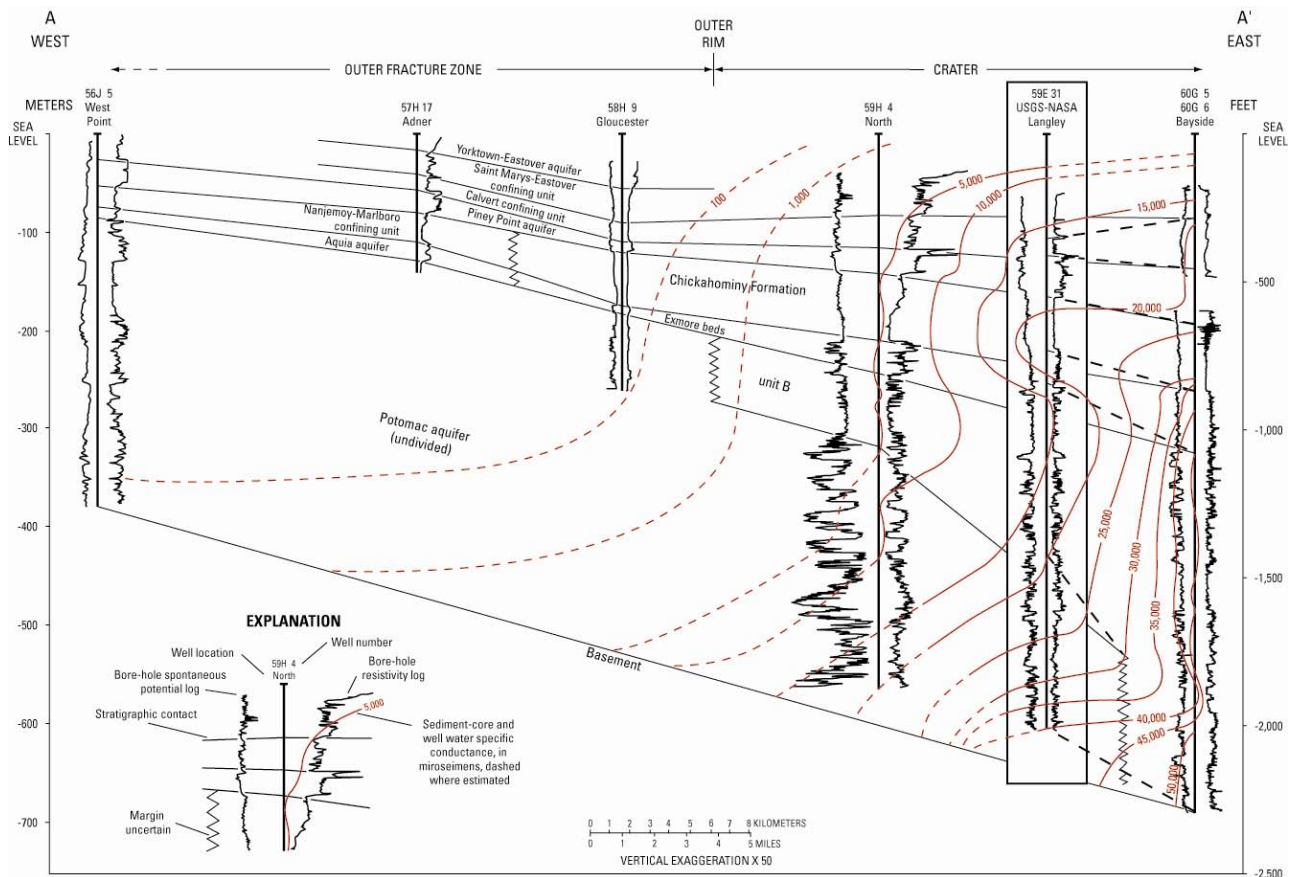 A
WEST
OUTER
RIM
A'
EAST
OUTER FRACTURE ZONE
CRATER
METERS
SEA
LEVEL
56J 5
West
Point
57H 17
Adner
58H 9
Gloucester
59H 4
North
59E 31
USGS-NASA
Langley
60G 5
60G 6
Bayside
FEET
SEA
LEVEL
Yorktown-Eastover aquifer
Saint Marys-Eastover
confining unit
Calvert confining unit
Piney Point aquifer
Nanjemoy-Marlboro
confining unit
Aquia aquifer
Chickahominy Formation
Exmore beds
unit B
Potomac aquifer
(undivided)
Basement
100
1,000
5,000
10,000
15,000
20,000
25,000
30,000
35,000
40,000
45,000
50,000
-100
-200
-300
-400
-500
-600
-700
-500
-1,000
-1,500
-2,000
-2,500
EXPLANATION
Well location
59H 4
North
Well number
Bore-hole spontaneous
potential log
Bore-hole
resistivity log
Stratigraphic contact
5,000
Sediment-core and
well water specific
conductance, in
miroseimens, dashed
where estimated
Margin
uncertain
0 1 2 3 4 5 6 7 8 KILOMETERS
0 1 2 3 4 5 MILES
VERTICAL EXAGGERATION X 50